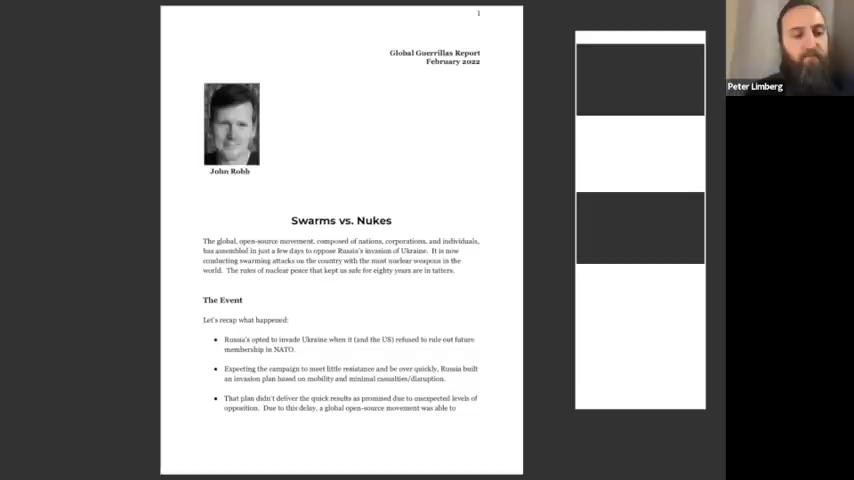 1
Global Guerrillas Report
February 2022
John Robb
Swarms vs. Nukes
The global, open-source movement, composed of nations, corporations, and individuals,
has assembled in just a few days to oppose Russia's invasion of Ukraine. It is now
conducting swarming attacks on the country with the most nuclear weapons in the
world. The rules of nuclear peace that kept us safe for eighty years are in tatters.
The Event
Let's recap what happened:
• Russia's opted to invade Ukraine when it (and the US) refused to rule out future
membership in NATO.
• Expecting the campaign to meet little resistance and be over quickly, Russia built
an invasion plan based on mobility and minimal casualties/disruption.
• That plan didn't deliver the quick results as promised due to unexpected levels of
opposition. Due to this delay, a global open-source movement was able to
Peter Limberg